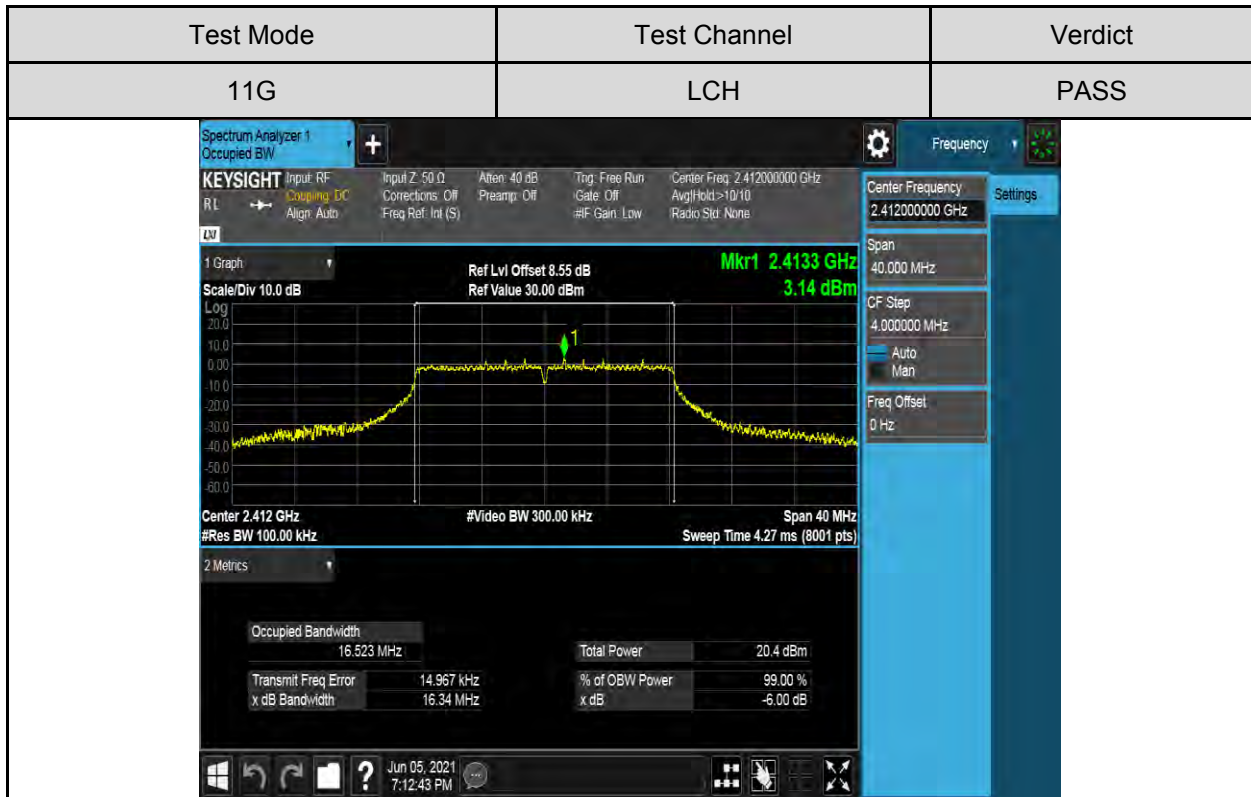 Test Mode Test Channel Verdict
11G LCH PASS
Spectrum Analyzer 1
Occupied BW
+
Frequency
KEYSIGHT Input: RF Input Z: 50 Ω Atten: 40 dB Trig: Free Run Center Freq: 2.412000000 GHz
RL Coupling: DC Corrections: Off Preamp: Off Gate: Off Avg|Hold:>10/10
Align: Auto Freq Ref: Int (S) #IF Gain: Low Radio Std: None
LXI
Center Frequency
2.412000000 GHz
Settings
Span
40.000 MHz
CF Step
4.000000 MHz
Auto
Man
Freq Offset
0 Hz
1 Graph
Scale/Div 10.0 dB
Ref Lvl Offset 8.55 dB
Ref Value 30.00 dBm
Mkr1 2.4133 GHz
3.14 dBm
Log
20.0
10.0
0.00
-10.0
-20.0
-30.0
-40.0
-50.0
-60.0
1
Center 2.412 GHz #Video BW 300.00 kHz Span 40 MHz
#Res BW 100.00 kHz Sweep Time 4.27 ms (8001 pts)
2 Metrics
Occupied Bandwidth
16.523 MHz
Total Power 20.4 dBm
Transmit Freq Error 14.967 kHz % of OBW Power 99.00 %
x dB Bandwidth 16.34 MHz x dB -6.00 dB
?
Jun 05, 2021
7:12:43 PM